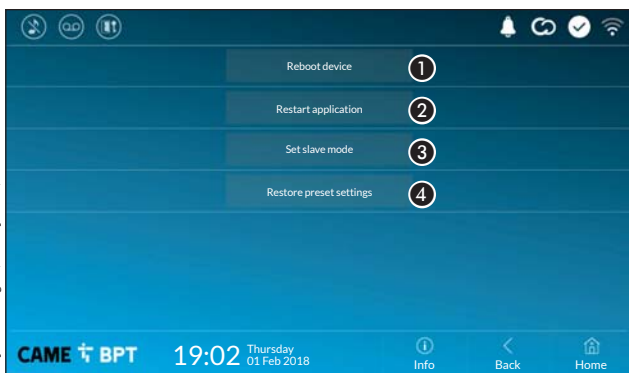 Reboot device 1
Restart application 2
Set slave mode 3
Restore preset settings 4
CAME BPT 19:02 Thursday
01 Feb 2018
Info Back Home